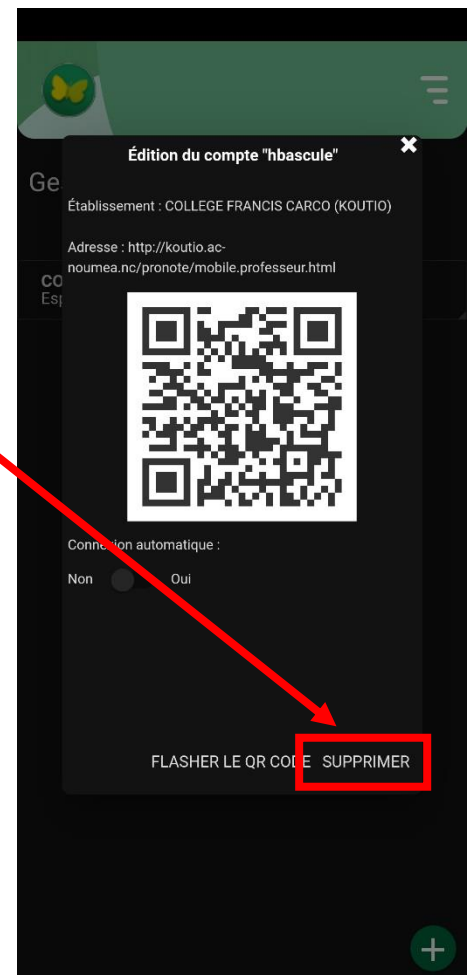 Édition du compte "hbascule"
Ge
Établissement : COLLEGE FRANCIS CARCO (KOUTIO)
Adresse : http://koutio.ac-
noumea.nc/pronote/mobile.professeur.html
CO
Esp
Connexion automatique :
Non Oui
FLASHER LE QR CODE SUPPRIMER